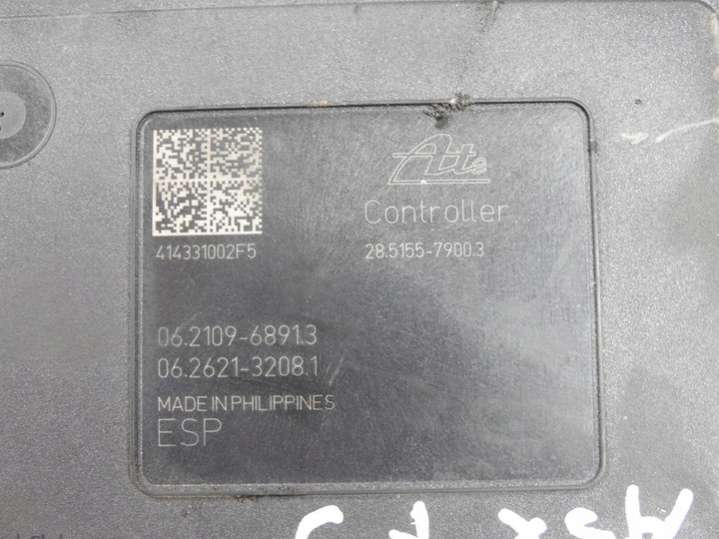 Ate
Controller
414331002F5
28.5155-7900.3
06.2109-6891.3
06.2621-3208.1
MADE IN PHILIPPINES
ESP